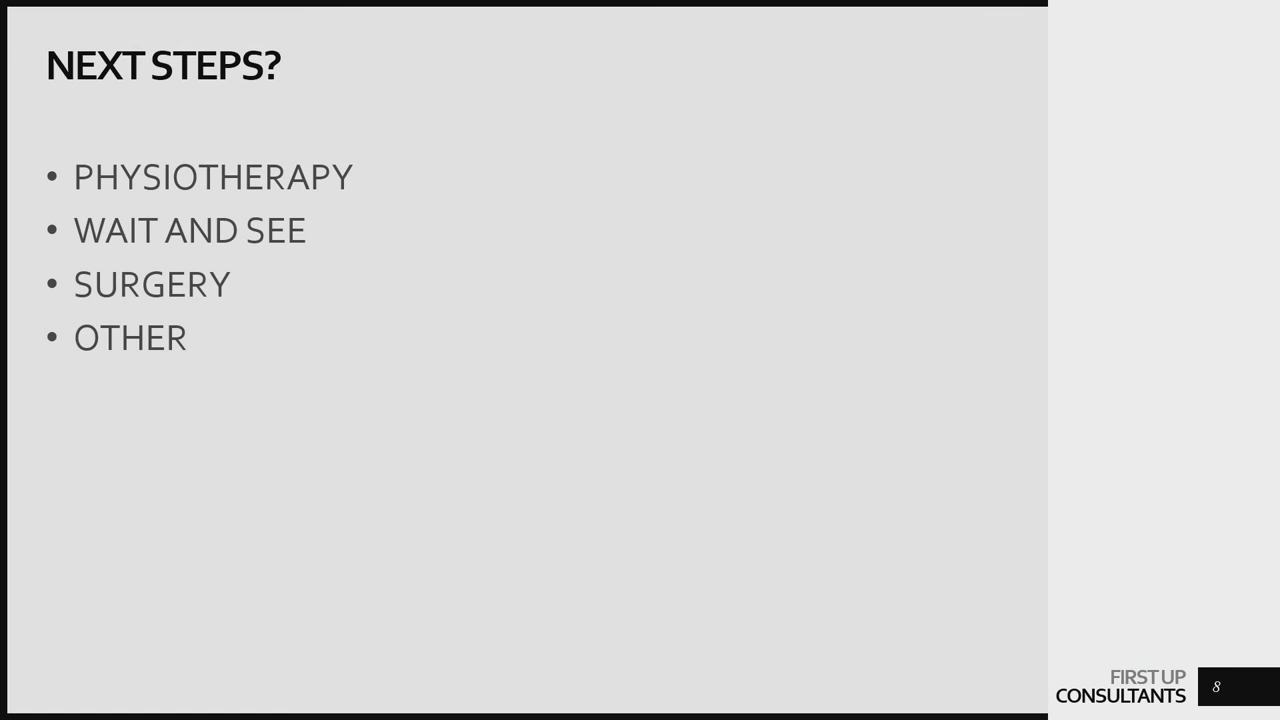 NEXT STEPS?
• PHYSIOTHERAPY
• WAIT AND SEE
• SURGERY
• OTHER
FIRST UP
CONSULTANTS
8